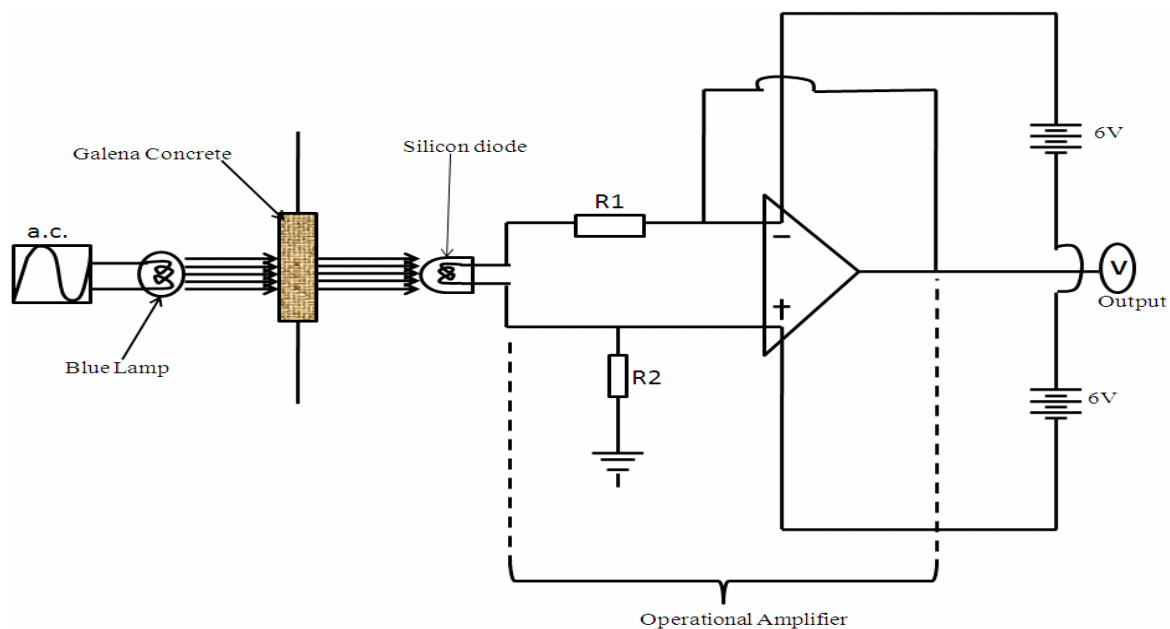 6V
Silicon diode
Galena Concrete
R1
a.c.
−
V
+
Output
Blue Lamp
R2
6V
Operational Amplifier